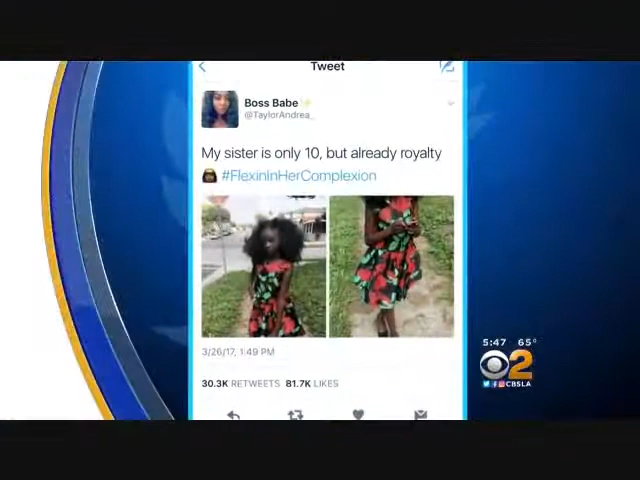 Tweet
Boss Babe
@TaylorAndrea_
My sister is only 10, but already royalty
#FlexinInHerComplexion
3/26/17, 1:49 PM
30.3K RETWEETS 81.7K LIKES
5:47 65°
2
CBSLA